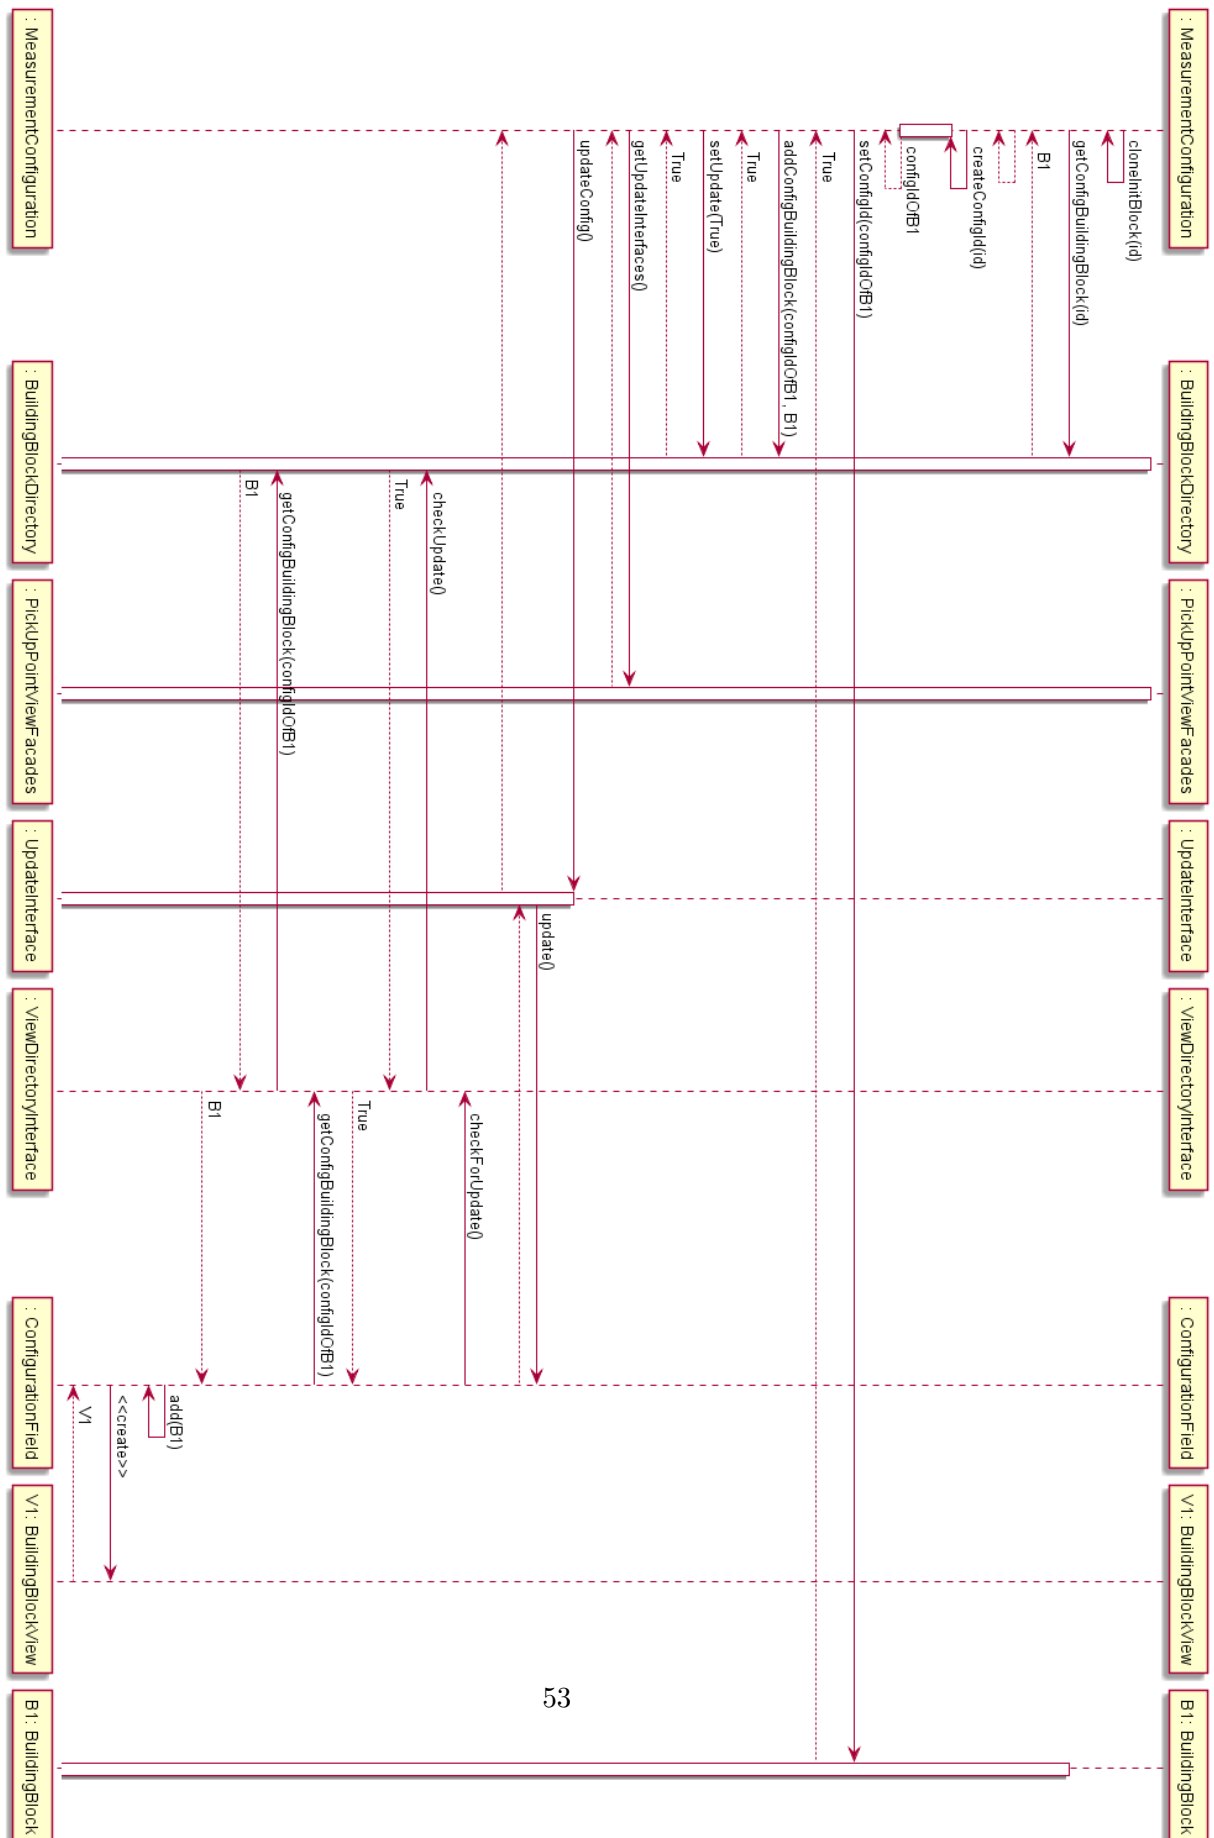 : MeasurementConfiguration
: BuildingBlockDirectory
: PickUpPointViewFacades
: UpdateInterface
: ViewDirectoryInterface
: ConfigurationField
V1: BuildingBlockView
B1: BuildingBlock
cloneInitBlock(id)
getConfigBuildingBlock(id)
B1
createConfigId(id)
configIdOfB1
setConfigId(configIdOfB1)
True
addConfigBuildingBlock(configIdOfB1, B1)
True
setUpdate(True)
True
getUpdateInterfaces()
updateConfig()
update()
checkForUpdate()
checkUpdate()
True
True
getConfigBuildingBlock(configIdOfB1)
getConfigBuildingBlock(configIdOfB1)
B1
B1
add(B1)
<<create>>
V1
: MeasurementConfiguration
: BuildingBlockDirectory
: PickUpPointViewFacades
: UpdateInterface
: ViewDirectoryInterface
: ConfigurationField
V1: BuildingBlockView
B1: BuildingBlock
53